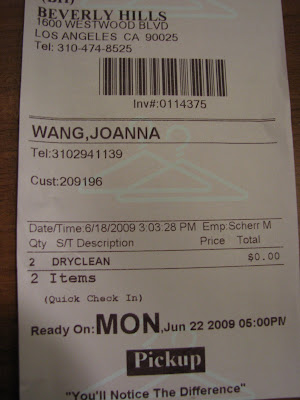 BEVERLY HILLS
1600 WESTWOOD BLVD
LOS ANGELES CA 90025
Tel: 310-474-8525
Inv#:0114375
WANG,JOANNA
Tel:3102941139
Cust:209196
Date/Time:6/18/2009 3:03:28 PM Emp:Scherr M
Qty S/T Description Price Total
2 DRYCLEAN $0.00
2 Items
(Quick Check In)
Ready On:MON,Jun 22 2009 05:00PM
Pickup
"You'll Notice The Difference"